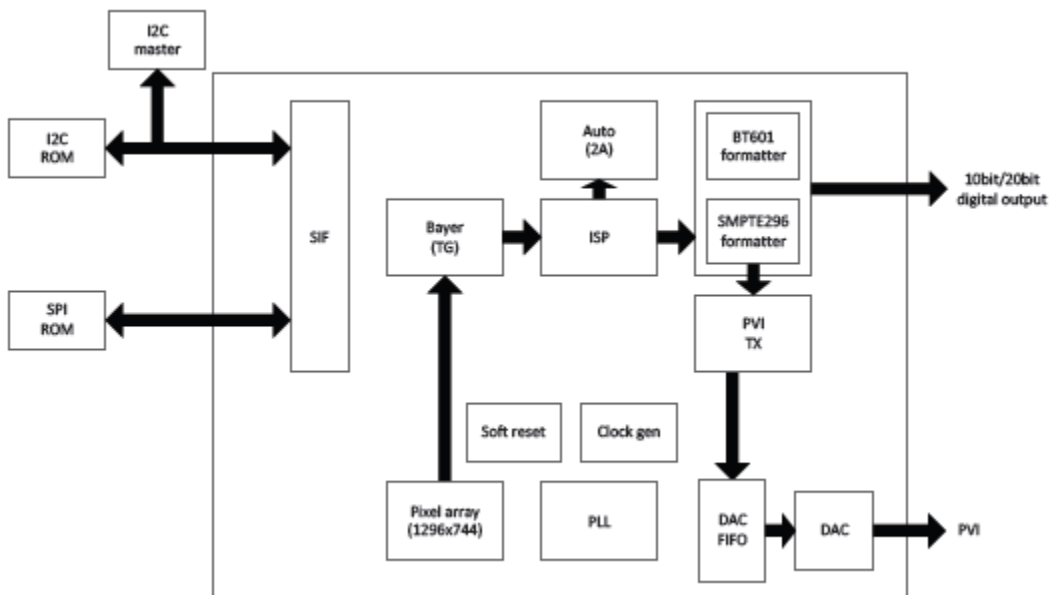 I2C
master
I2C
ROM
SPI
ROM
SIF
Bayer
(TG)
Auto
(2A)
ISP
BT601
formatter
SMPTE296
formatter
10bit/20bit
digital output
PVI
TX
Soft reset
Clock gen
Pixel array
(1296x744)
PLL
DAC
FIFO
DAC
PVI